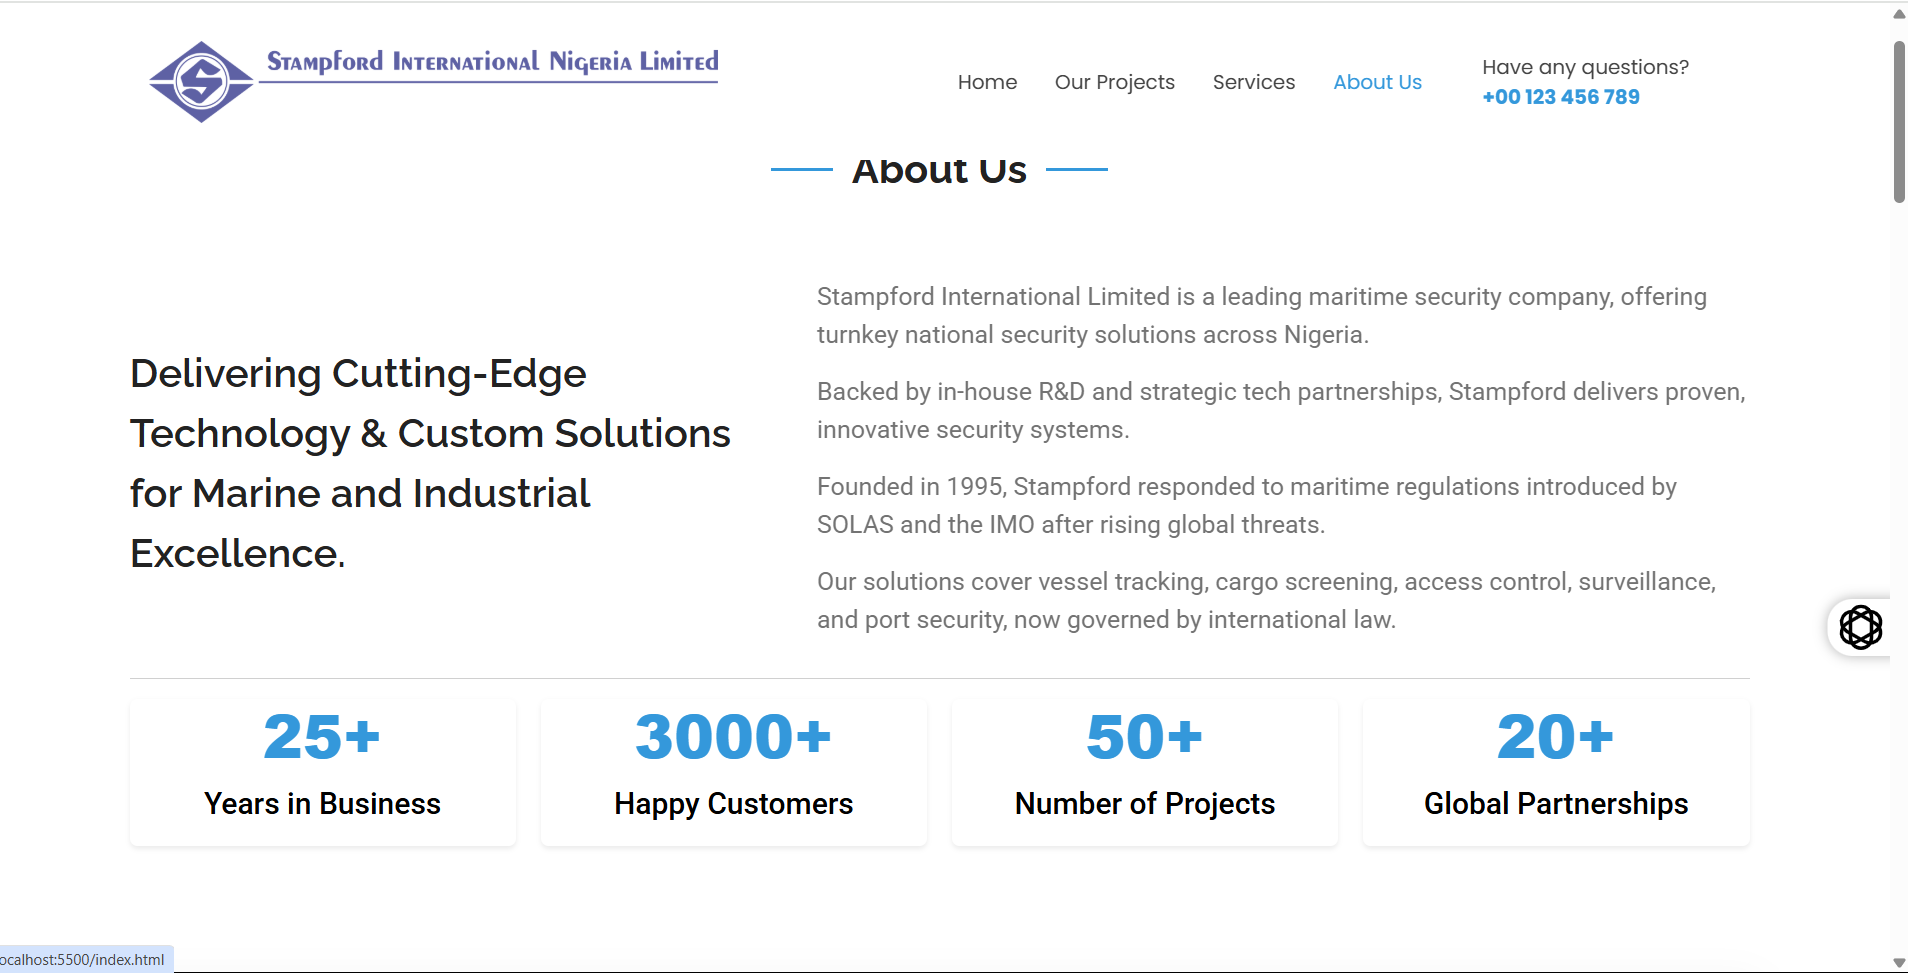 Stampford International Nigeria Limited
Home
Our Projects
Services
About Us
Have any questions?
+00 123 456 789
About Us
Delivering Cutting-Edge
Technology & Custom Solutions
for Marine and Industrial
Excellence.
Stampford International Limited is a leading maritime security company, offering
turnkey national security solutions across Nigeria.
Backed by in-house R&D and strategic tech partnerships, Stampford delivers proven,
innovative security systems.
Founded in 1995, Stampford responded to maritime regulations introduced by
SOLAS and the IMO after rising global threats.
Our solutions cover vessel tracking, cargo screening, access control, surveillance,
and port security, now governed by international law.
25+
Years in Business
3000+
Happy Customers
50+
Number of Projects
20+
Global Partnerships
ocalhost:5500/index.html